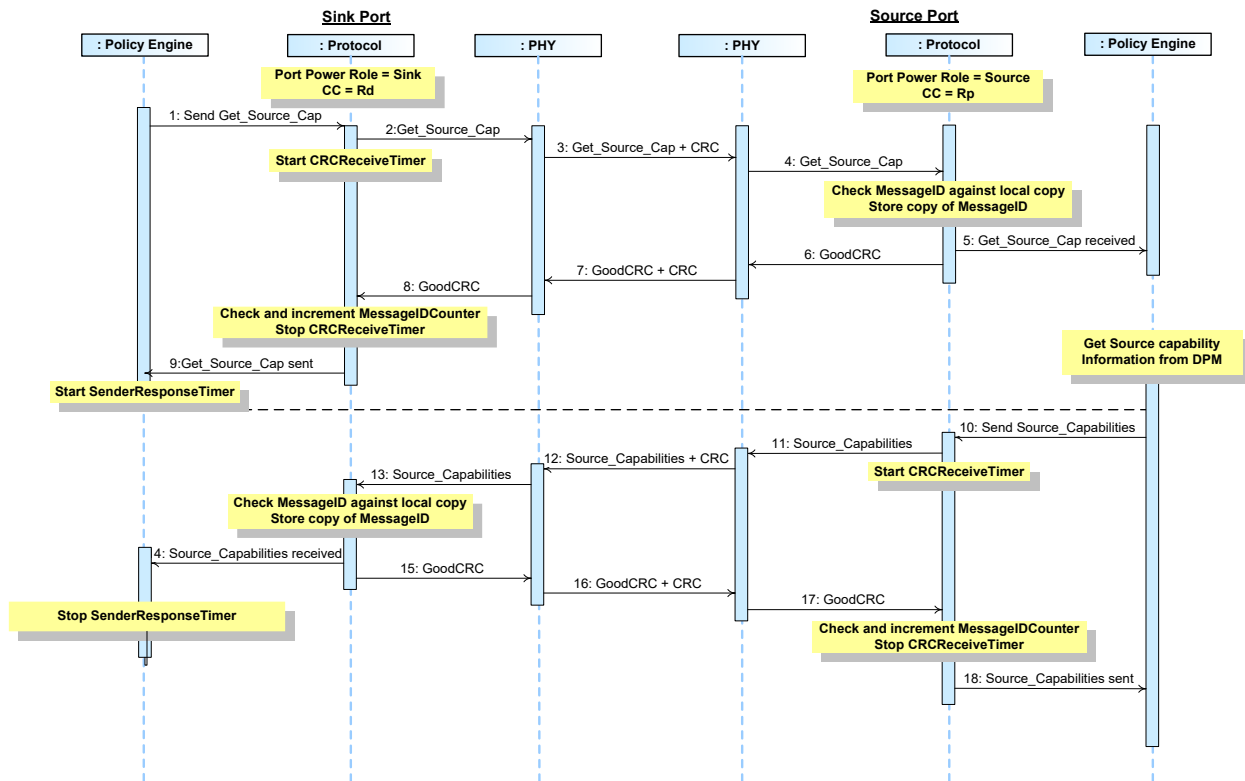 Sink Port
Source Port
: Policy Engine
: Protocol
: PHY
: PHY
: Protocol
: Policy Engine
Port Power Role = Sink
CC = Rd
Port Power Role = Source
CC = Rp
1: Send Get_Source_Cap
2:Get_Source_Cap
Start CRCReceiveTimer
3: Get_Source_Cap + CRC
4: Get_Source_Cap
Check MessageID against local copy
Store copy of MessageID
5: Get_Source_Cap received
6: GoodCRC
7: GoodCRC + CRC
8: GoodCRC
Check and increment MessageIDCounter
Stop CRCReceiveTimer
9:Get_Source_Cap sent
Start SenderResponseTimer
Get Source capability
Information from DPM
10: Send Source_Capabilities
11: Source_Capabilities
Start CRCReceiveTimer
12: Source_Capabilities + CRC
13: Source_Capabilities
Check MessageID against local copy
Store copy of MessageID
4: Source_Capabilities received
15: GoodCRC
16: GoodCRC + CRC
17: GoodCRC
Stop SenderResponseTimer
Check and increment MessageIDCounter
Stop CRCReceiveTimer
18: Source_Capabilities sent